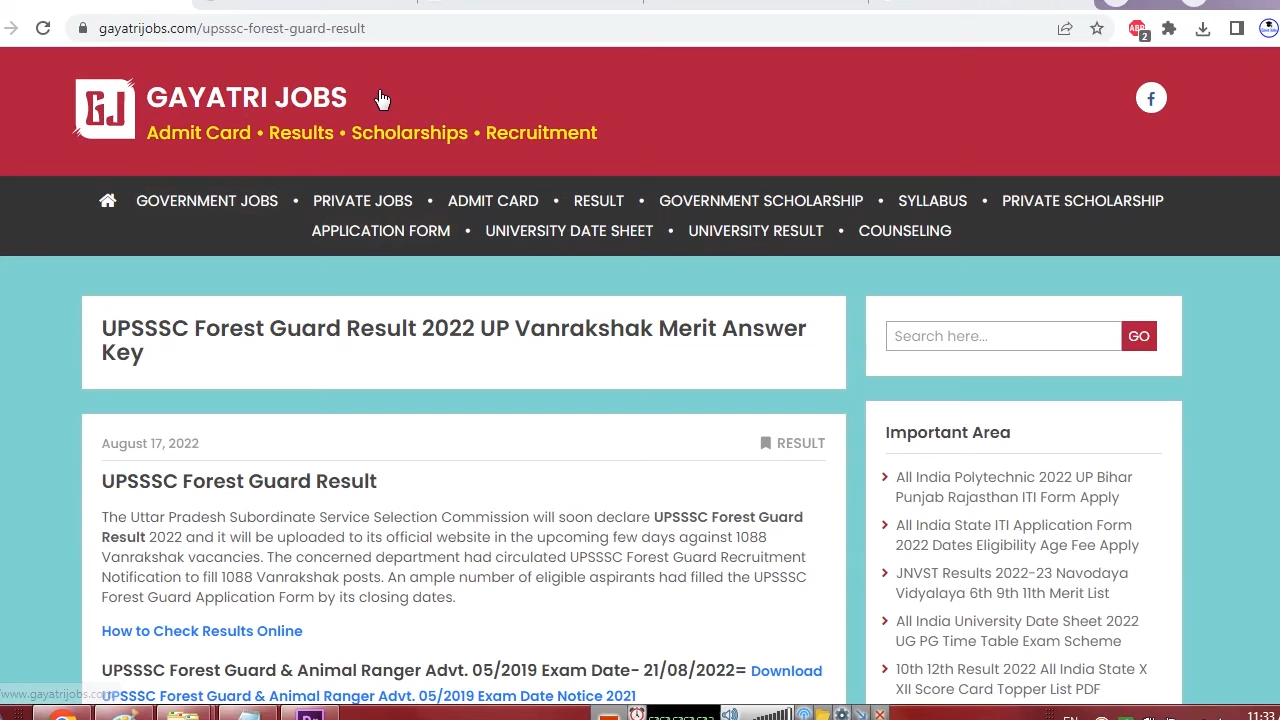 gayatrijobs.com/upsssc-forest-guard-result
ABP
2
GJ
GAYATRI JOBS
Admit Card • Results • Scholarships • Recruitment
f
GOVERNMENT JOBS • PRIVATE JOBS • ADMIT CARD • RESULT • GOVERNMENT SCHOLARSHIP • SYLLABUS • PRIVATE SCHOLARSHIP
APPLICATION FORM • UNIVERSITY DATE SHEET • UNIVERSITY RESULT • COUNSELING
UPSSSC Forest Guard Result 2022 UP Vanrakshak Merit Answer
Key
Search here...
GO
August 17, 2022
RESULT
UPSSSC Forest Guard Result
The Uttar Pradesh Subordinate Service Selection Commission will soon declare UPSSSC Forest Guard
Result 2022 and it will be uploaded to its official website in the upcoming few days against 1088
Vanrakshak vacancies. The concerned department had circulated UPSSSC Forest Guard Recruitment
Notification to fill 1088 Vanrakshak posts. An ample number of eligible aspirants had filled the UPSSSC
Forest Guard Application Form by its closing dates.
How to Check Results Online
UPSSSC Forest Guard & Animal Ranger Advt. 05/2019 Exam Date- 21/08/2022= Download
UPSSSC Forest Guard & Animal Ranger Advt. 05/2019 Exam Date Notice 2021
Important Area
All India Polytechnic 2022 UP Bihar
Punjab Rajasthan ITI Form Apply
All India State ITI Application Form
2022 Dates Eligibility Age Fee Apply
JNVST Results 2022-23 Navodaya
Vidyalaya 6th 9th 11th Merit List
All India University Date Sheet 2022
UG PG Time Table Exam Scheme
10th 12th Result 2022 All India State X
XII Score Card Topper List PDF
/www.gayatrijobs.co
EN
11:33